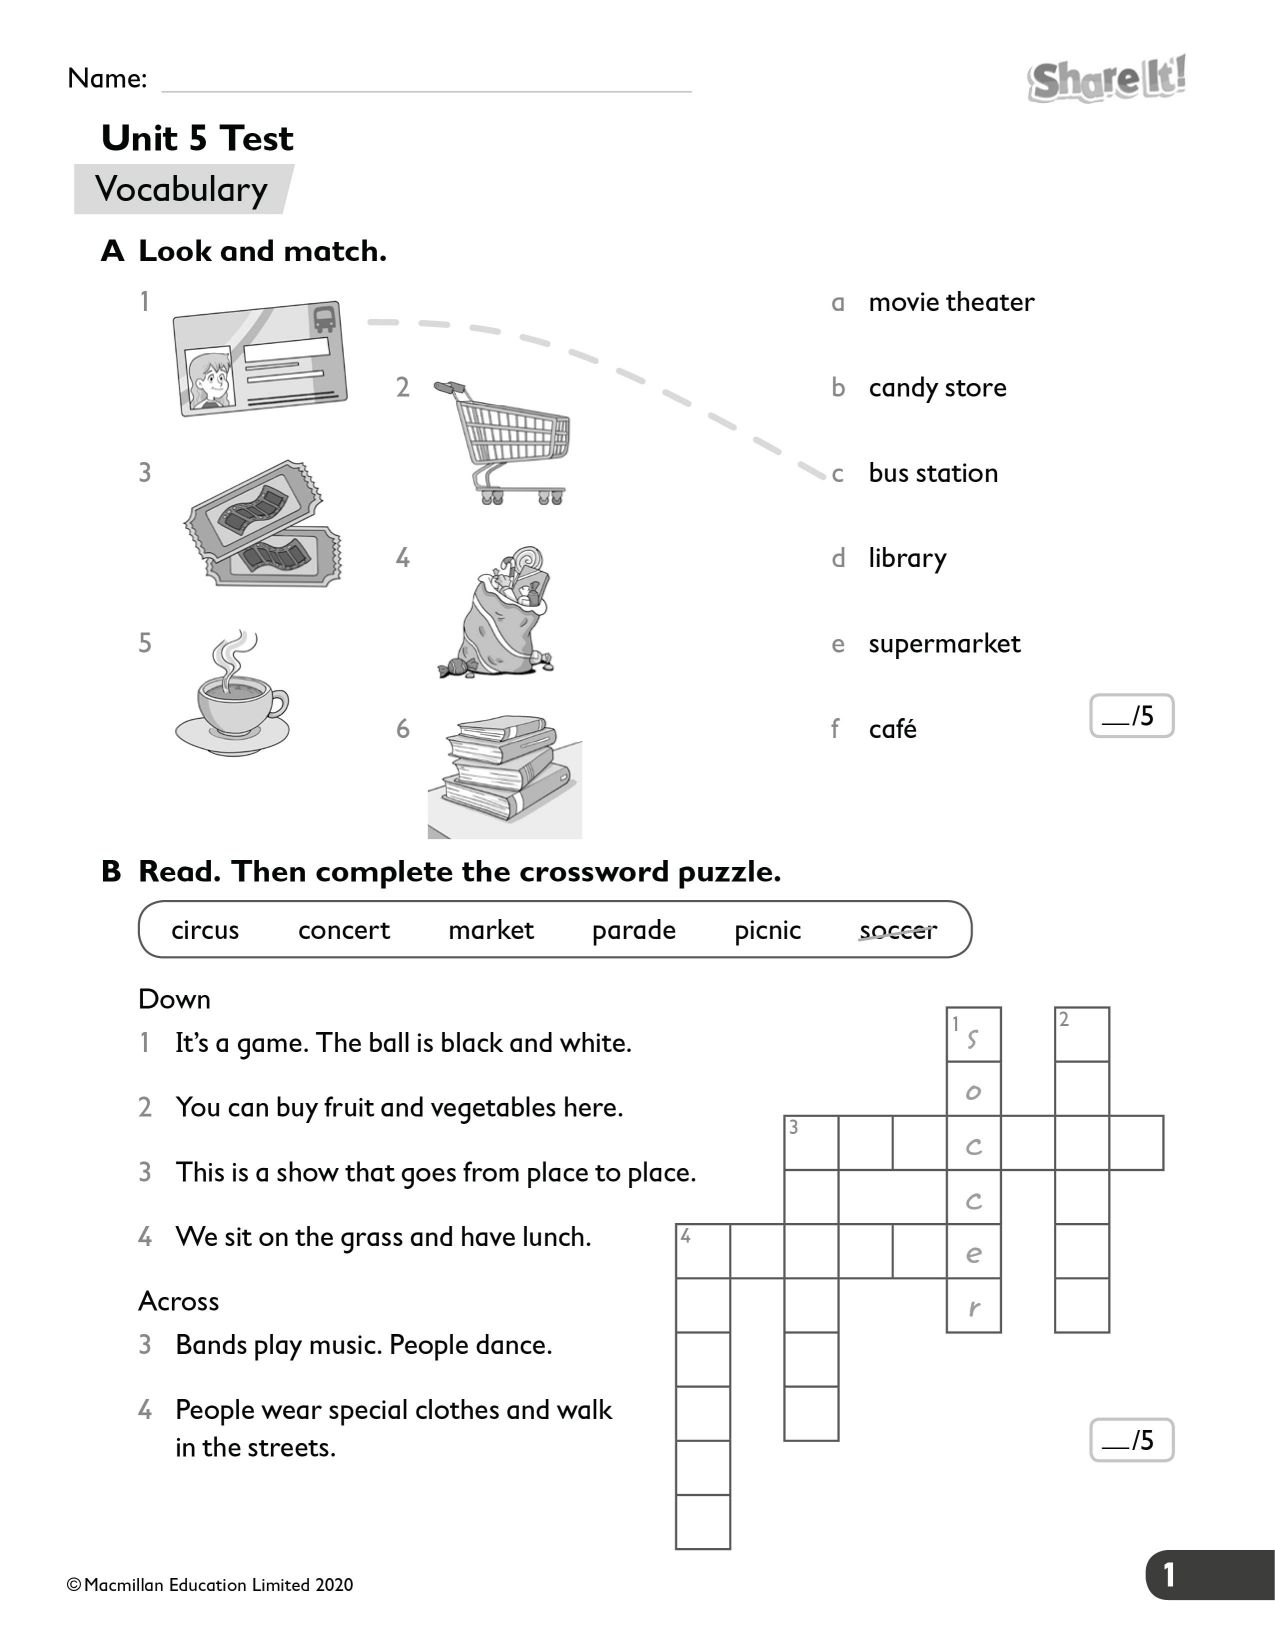 Name:
Share It!
Unit 5 Test
Vocabulary
A Look and match.
1
a movie theater
2
b candy store
3
c bus station
4
d library
5
e supermarket
6
f café
__/5
B Read. Then complete the crossword puzzle.
circus concert market parade picnic soccer
Down
1 It’s a game. The ball is black and white.
2 You can buy fruit and vegetables here.
3 This is a show that goes from place to place.
4 We sit on the grass and have lunch.
Across
3 Bands play music. People dance.
4 People wear special clothes and walk
in the streets.
1 2
s
o
3 c
c
4 e
r
__/5
© Macmillan Education Limited 2020
1